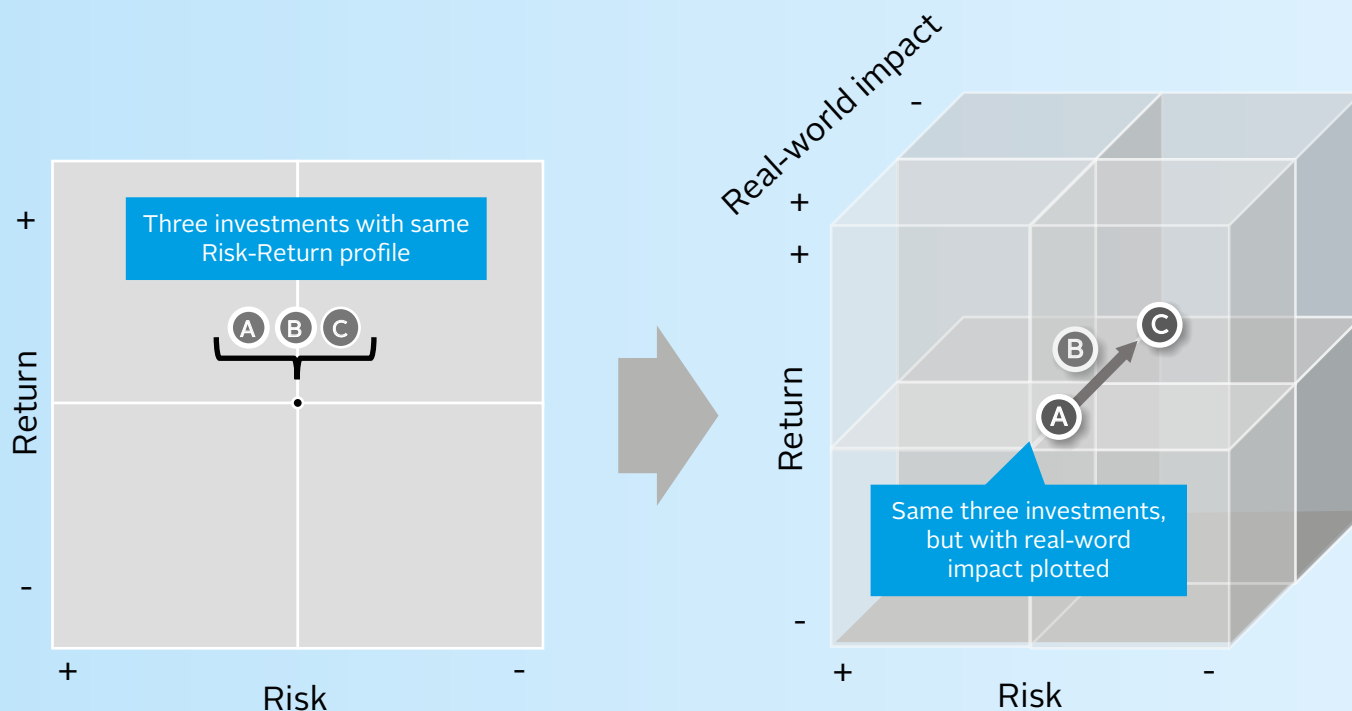 Three investments with same
Risk-Return profile
A B C
+
Return
-
+
-
Risk
Real-world impact
-
+
+
Return
-
B
C
A
Same three investments,
but with real-word
impact plotted
+
-
Risk